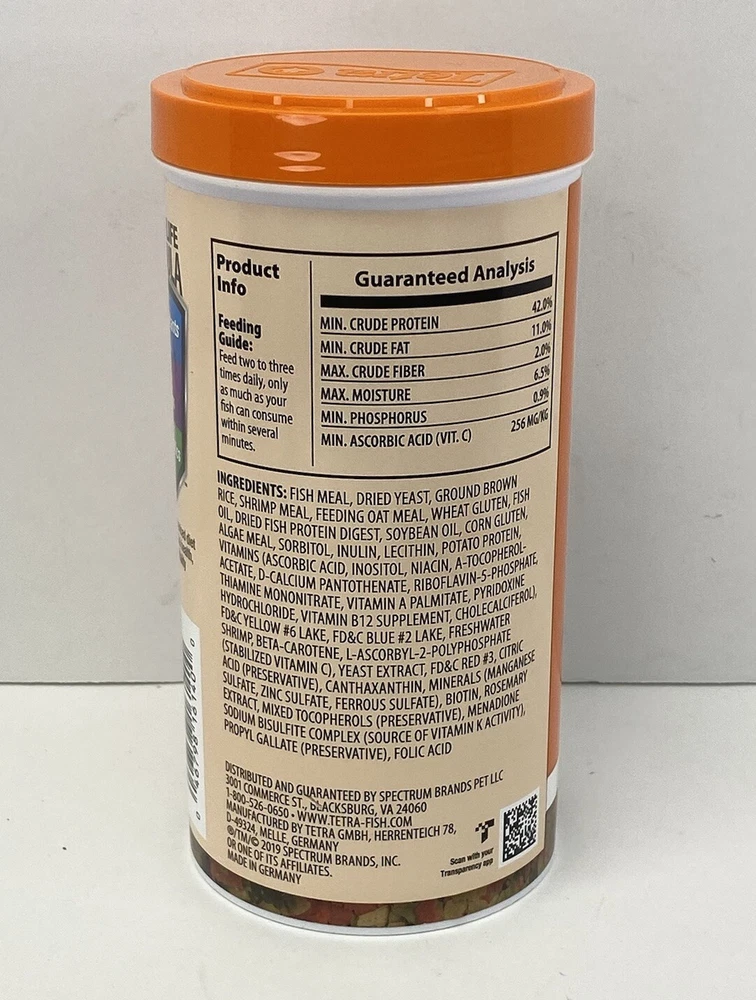 Tetra
Product
Info
Feeding
Guide:
Feed two to three
times daily, only
as much as your
fish can consume
within several
minutes.
Guaranteed Analysis
MIN. CRUDE PROTEIN 42.0%
MIN. CRUDE FAT 11.0%
MAX. CRUDE FIBER 2.0%
MAX. MOISTURE 6.5%
MIN. PHOSPHORUS 0.9%
MIN. ASCORBIC ACID (VIT. C) 256 MG/KG
INGREDIENTS: FISH MEAL, DRIED YEAST, GROUND BROWN
RICE, SHRIMP MEAL, FEEDING OAT MEAL, WHEAT GLUTEN, FISH
OIL, DRIED FISH PROTEIN DIGEST, SOYBEAN OIL, CORN GLUTEN,
ALGAE MEAL, SORBITOL, INULIN, LECITHIN, POTATO PROTEIN,
VITAMINS (ASCORBIC ACID, INOSITOL, NIACIN, A-TOCOPHEROL-
ACETATE, D-CALCIUM PANTOTHENATE, RIBOFLAVIN-5-PHOSPHATE,
THIAMINE MONONITRATE, VITAMIN A PALMITATE, PYRIDOXINE
HYDROCHLORIDE, VITAMIN B12 SUPPLEMENT, CHOLECALCIFEROL),
FD&C YELLOW #6 LAKE, FD&C BLUE #2 LAKE, FRESHWATER
SHRIMP, BETA-CAROTENE, L-ASCORBYL-2-POLYPHOSPHATE
(STABILIZED VITAMIN C), YEAST EXTRACT, FD&C RED #3, CITRIC
ACID (PRESERVATIVE), CANTHAXANTHIN, MINERALS (MANGANESE
SULFATE, ZINC SULFATE, FERROUS SULFATE), BIOTIN, ROSEMARY
EXTRACT, MIXED TOCOPHEROLS (PRESERVATIVE), MENADIONE
SODIUM BISULFITE COMPLEX (SOURCE OF VITAMIN K ACTIVITY),
PROPYL GALLATE (PRESERVATIVE), FOLIC ACID
DISTRIBUTED AND GUARANTEED BY SPECTRUM BRANDS PET LLC
3001 COMMERCE ST., BLACKSBURG, VA 24060
1-800-526-0650 • WWW.TETRA-FISH.COM
MANUFACTURED BY TETRA GMBH, HERRENTEICH 78,
D-49324, MELLE, GERMANY
®/TM/© 2019 SPECTRUM BRANDS, INC.
OR ONE OF ITS AFFILIATES.
MADE IN GERMANY
Scan with your
Transparency app